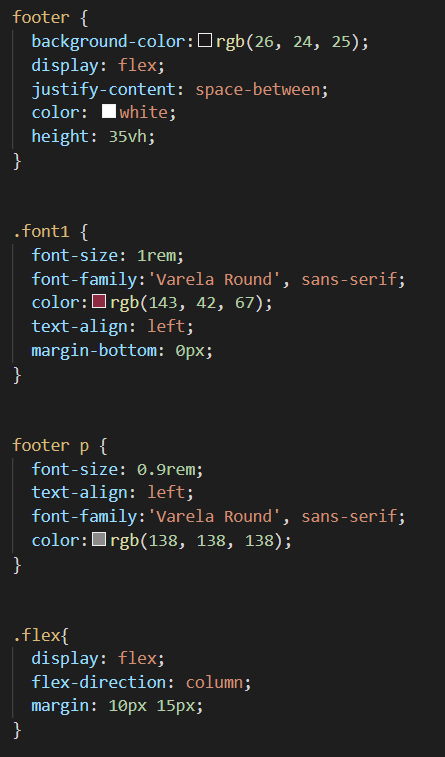 footer {
  background-color:rgb(26, 24, 25);
  display: flex;
  justify-content: space-between;
  color: white;
  height: 35vh;
}
.font1 {
  font-size: 1rem;
  font-family:'Varela Round', sans-serif;
  color:rgb(143, 42, 67);
  text-align: left;
  margin-bottom: 0px;
}
footer p {
  font-size: 0.9rem;
  text-align: left;
  font-family:'Varela Round', sans-serif;
  color:rgb(138, 138, 138);
}
.flex{
  display: flex;
  flex-direction: column;
  margin: 10px 15px;
}